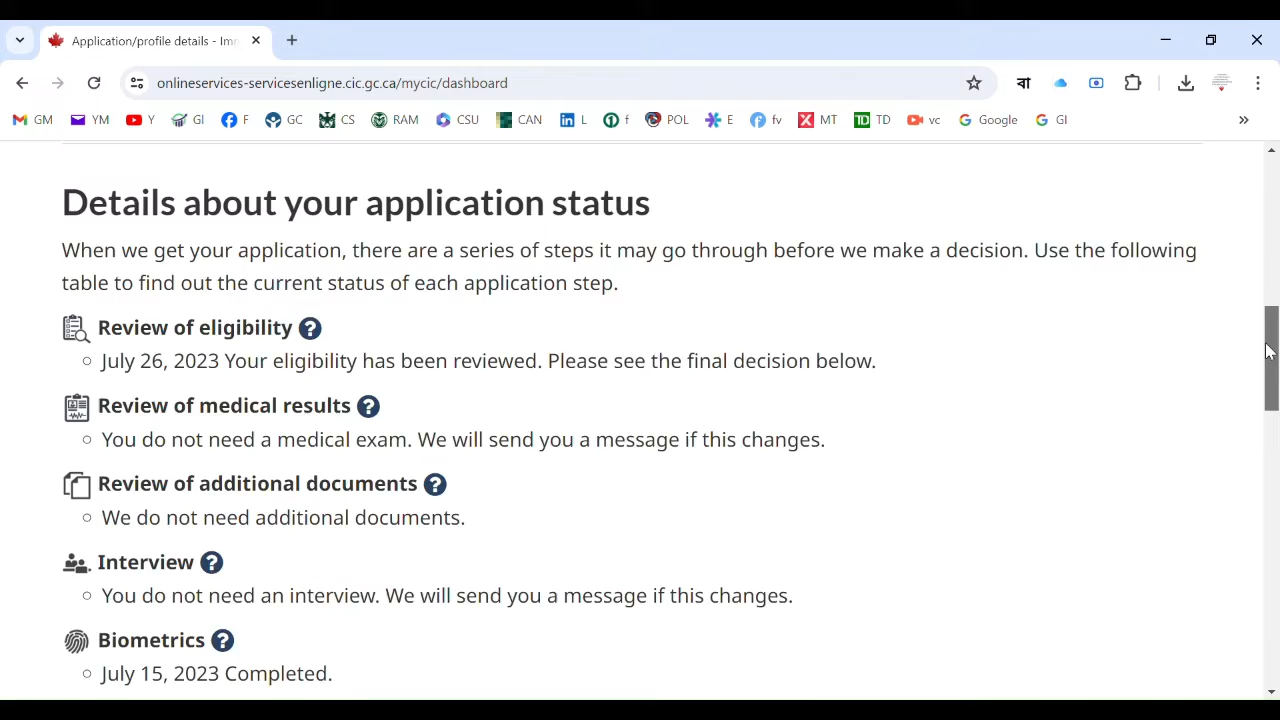 Application/profile details - Imn
onlineservices-servicesenligne.cic.gc.ca/mycic/dashboard
বা
GM YM Y GI F GC CS RAM CSU CAN L f POL E fv MT TD vc Google GI »
Details about your application status
When we get your application, there are a series of steps it may go through before we make a decision. Use the following
table to find out the current status of each application step.
Review of eligibility ?
July 26, 2023 Your eligibility has been reviewed. Please see the final decision below.
Review of medical results ?
You do not need a medical exam. We will send you a message if this changes.
Review of additional documents ?
We do not need additional documents.
Interview ?
You do not need an interview. We will send you a message if this changes.
Biometrics ?
July 15, 2023 Completed.